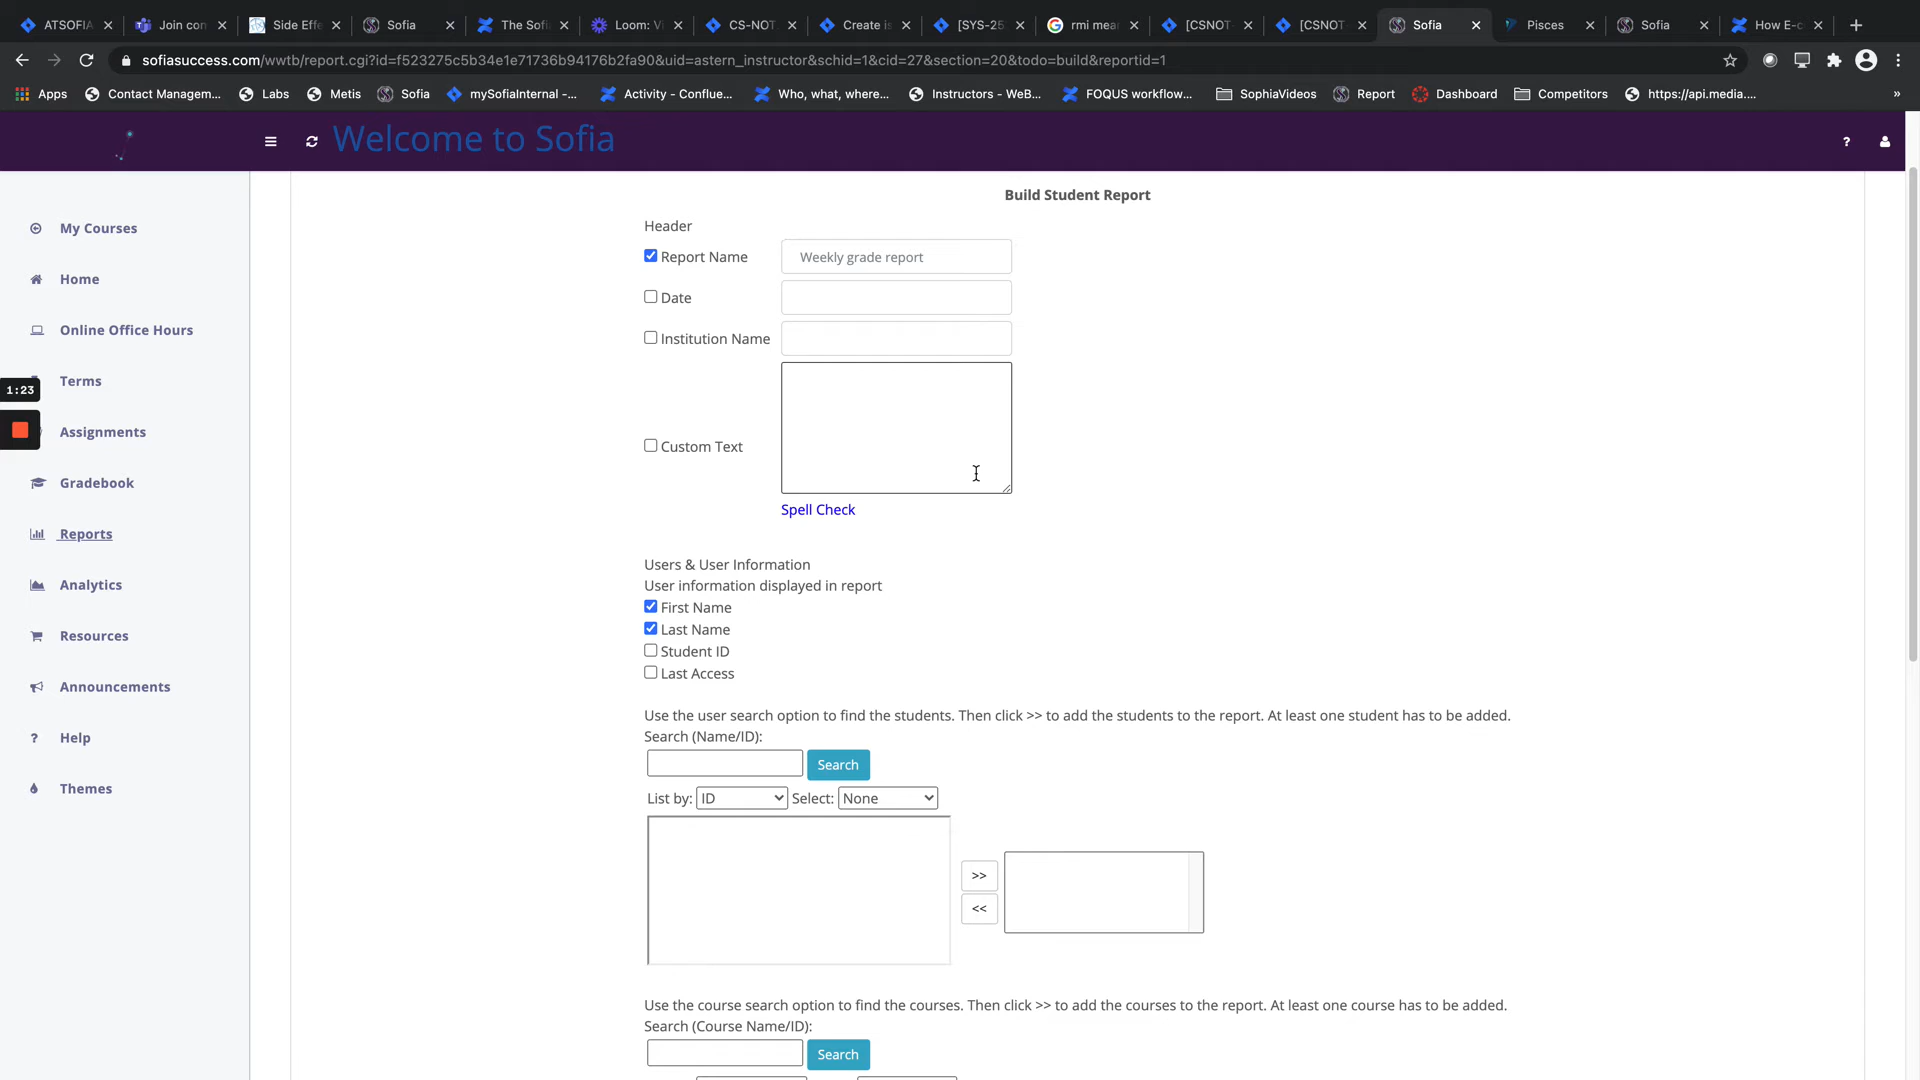 ATSOFIA
Join con
Side Effe
Sofia
The Sofi
Loom: Vi
CS-NOT
Create is
[SYS-25
rmi mea
[CSNOT
[CSNOT
Sofia
Pisces
Sofia
How E-c
sofiasuccess.com/wwtb/report.cgi?id=f523275c5b34e1e71736b94176b2fa90&uid=astern_instructor&schid=1&cid=27&section=20&todo=build&reportid=1
Apps
Contact Managem...
Labs
Metis
Sofia
mySofiaInternal -...
Activity - Conflue...
Who, what, where...
Instructors - WeB...
FOQUS workflow...
SophiaVideos
Report
Dashboard
Competitors
https://api.media....
»
Welcome to Sofia
?
My Courses
Home
Online Office Hours
Terms
1:23
Assignments
Gradebook
Reports
Analytics
Resources
Announcements
? Help
Themes
Build Student Report
Header
Report Name Weekly grade report
Date
Institution Name
Custom Text
Spell Check
Users & User Information
User information displayed in report
First Name
Last Name
Student ID
Last Access
Use the user search option to find the students. Then click >> to add the students to the report. At least one student has to be added.
Search (Name/ID):
Search
List by: ID Select: None
>>
<<
Use the course search option to find the courses. Then click >> to add the courses to the report. At least one course has to be added.
Search (Course Name/ID):
Search